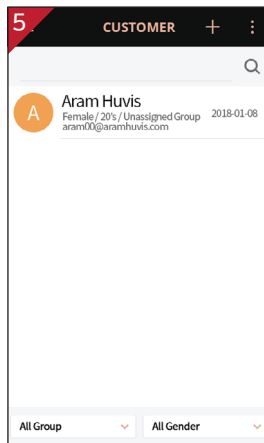 5
CUSTOMER
A
Aram Huvis
Female / 20's / Unassigned Group
2018-01-08
aram00@aramhuvis.com
All Group
All Gender